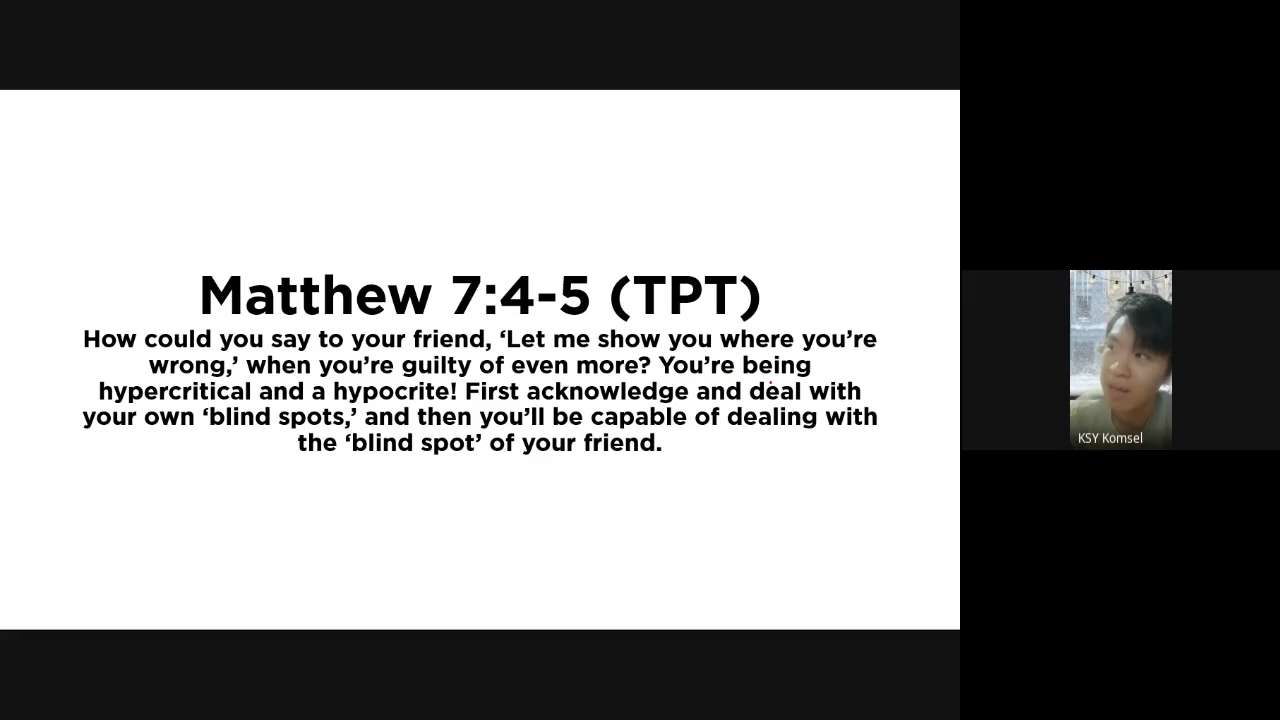 Matthew 7:4-5 (TPT)
How could you say to your friend, ‘Let me show you where you’re
wrong,’ when you’re guilty of even more? You’re being
hypercritical and a hypocrite! First acknowledge and deal with
your own ‘blind spots,’ and then you’ll be capable of dealing with
the ‘blind spot’ of your friend.
KSY Komsel